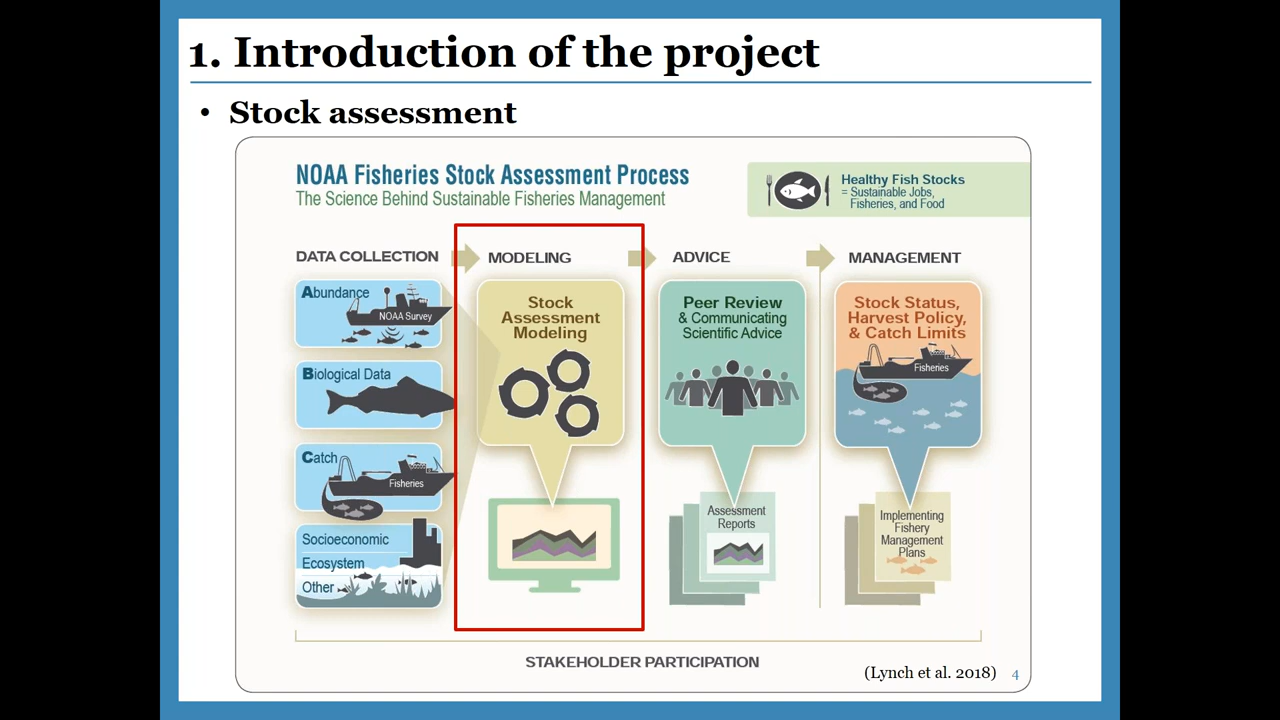 1. Introduction of the project
• Stock assessment
NOAA Fisheries Stock Assessment Process
The Science Behind Sustainable Fisheries Management
Healthy Fish Stocks
= Sustainable Jobs,
Fisheries, and Food
DATA COLLECTION
Abundance
NOAA Survey
Biological Data
Catch
Fisheries
Socioeconomic
Ecosystem
Other
MODELING
Stock
Assessment
Modeling
ADVICE
Peer Review
& Communicating
Scientific Advice
Assessment
Reports
MANAGEMENT
Stock Status,
Harvest Policy,
& Catch Limits
Fisheries
Implementing
Fishery
Management
Plans
STAKEHOLDER PARTICIPATION
(Lynch et al. 2018)
4